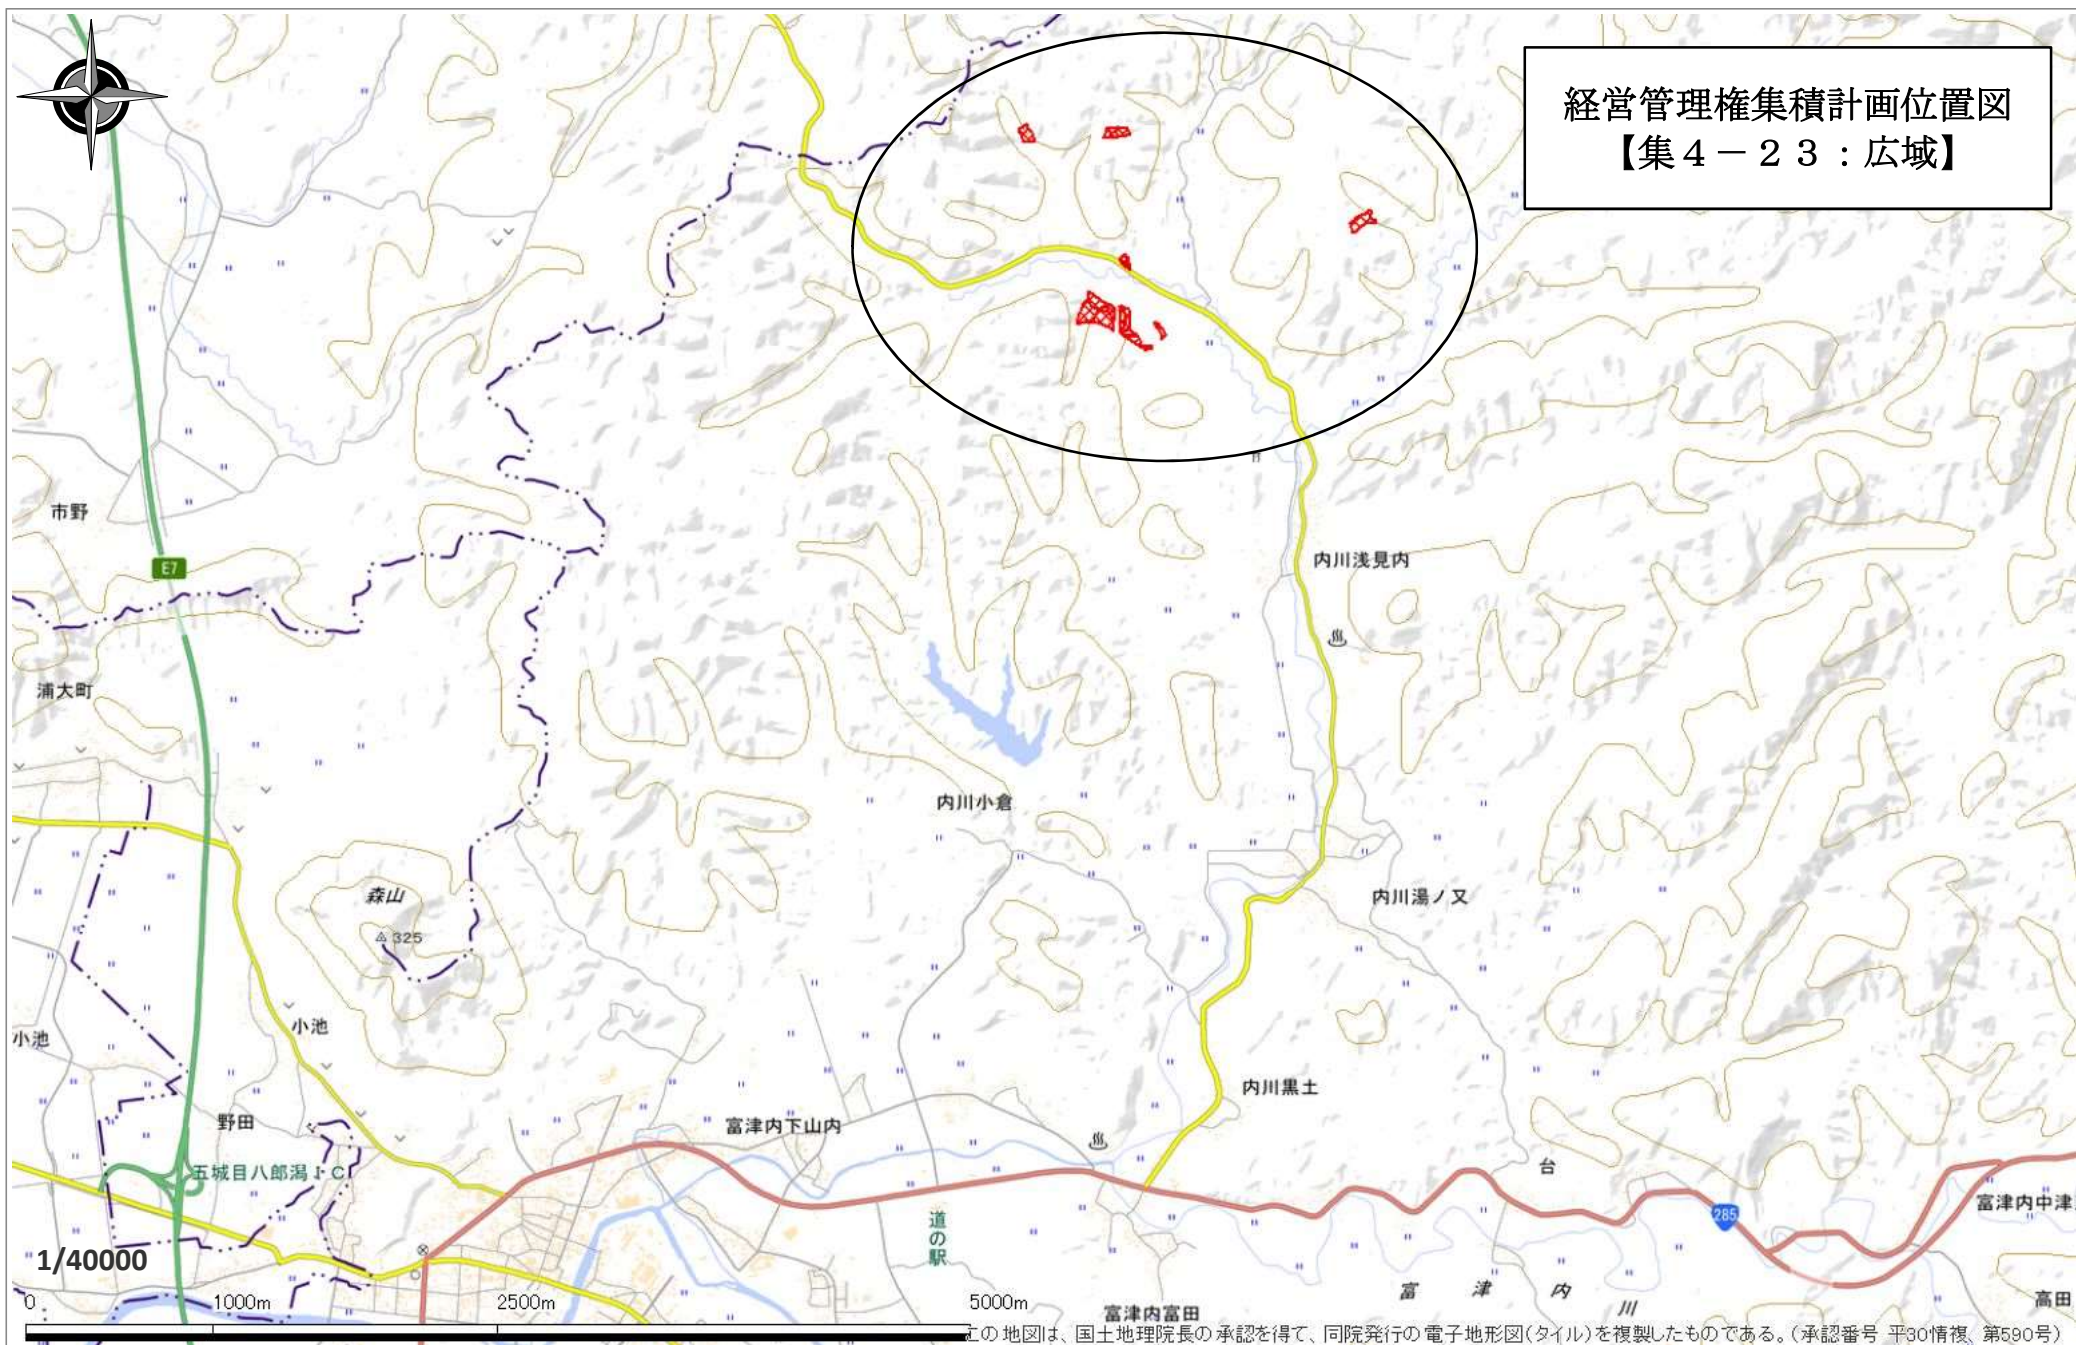 経営管理権集積計画位置図
【集４－２３：広域】
市野
E7
内川浅見内
浦大町
内川小倉
森山
325
内川湯ノ又
小池
小池
内川黒土
野田
富津内下山内
五城目八郎潟ＩＣ
台
285
富津内中津
道の駅
富津内川
高田
富津内富田
1/40000
0 1000m 2500m 5000m
この地図は、国土地理院長の承認を得て、同院発行の電子地形図(タイル)を複製したものである。(承認番号 平30情複、第590号)